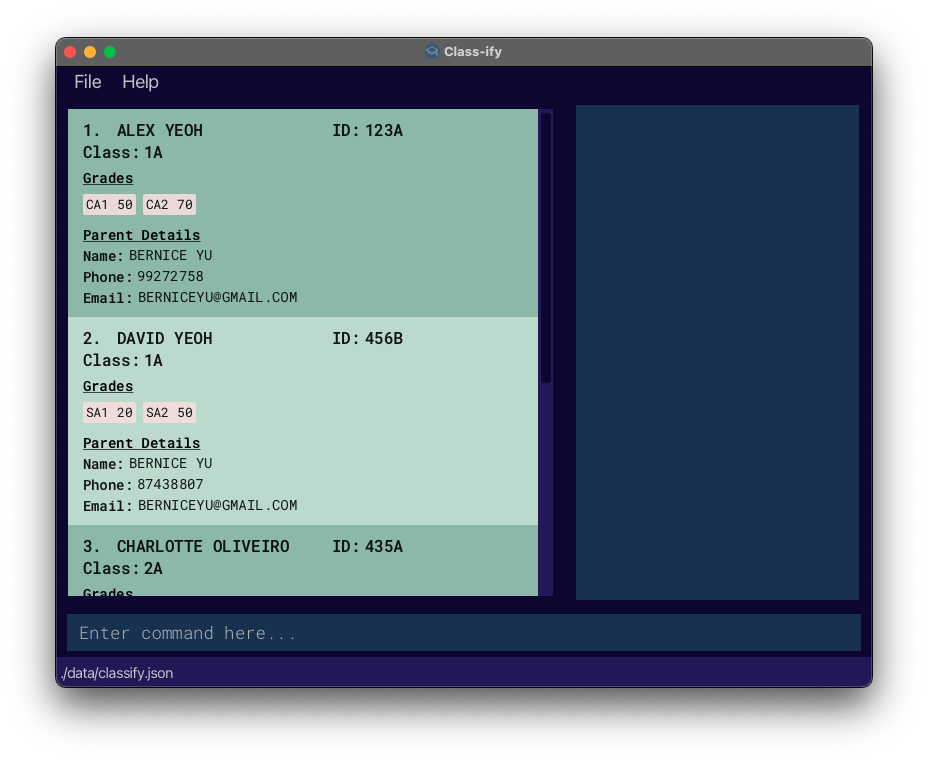 Class-ify
File Help
1. ALEX YEOH ID: 123A
Class: 1A
Grades
CA1 50 CA2 70
Parent Details
Name: BERNICE YU
Phone: 99272758
Email: BERNICEYU@GMAIL.COM
2. DAVID YEOH ID: 456B
Class: 1A
Grades
SA1 20 SA2 50
Parent Details
Name: BERNICE YU
Phone: 87438807
Email: BERNICEYU@GMAIL.COM
3. CHARLOTTE OLIVEIRO ID: 435A
Class: 2A
Grades
Enter command here...
./data/classify.json